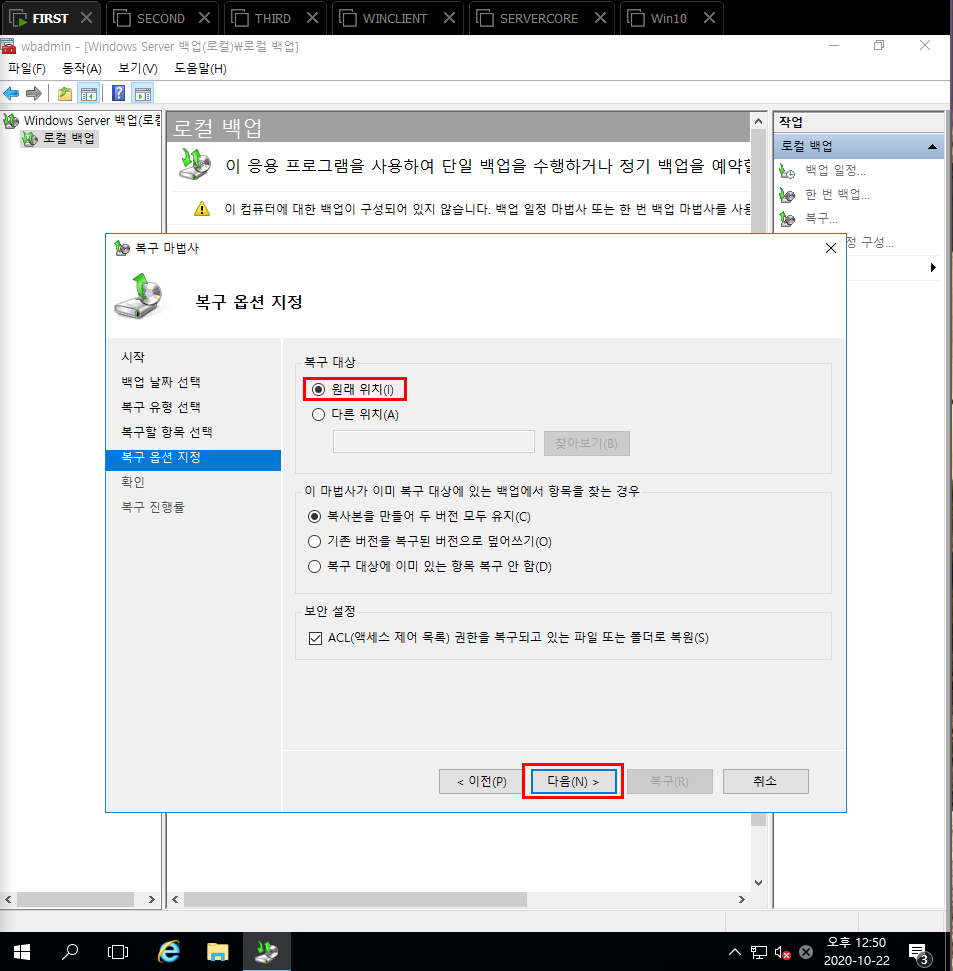 FIRST SECOND THIRD WINCLIENT SERVERCORE Win10
wbadmin - [Windows Server 백업(로컬)₩로컬 백업]
파일(F) 동작(A) 보기(V) 도움말(H)
Windows Server 백업(로컬
로컬 백업
로컬 백업
이 응용 프로그램을 사용하여 단일 백업을 수행하거나 정기 백업을 예약할
이 컴퓨터에 대한 백업이 구성되어 있지 않습니다. 백업 일정 마법사 또는 한 번 백업 마법사를 사용
작업
로컬 백업
백업 일정...
한 번 백업...
복구...
정 구성...
복구 마법사
복구 옵션 지정
시작
백업 날짜 선택
복구 유형 선택
복구할 항목 선택
복구 옵션 지정
확인
복구 진행률
복구 대상
원래 위치(I)
다른 위치(A)
찾아보기(B)
이 마법사가 이미 복구 대상에 있는 백업에서 항목을 찾는 경우
복사본을 만들어 두 버전 모두 유지(C)
기존 버전을 복구된 버전으로 덮어쓰기(O)
복구 대상에 이미 있는 항목 복구 안 함(D)
보안 설정
ACL(액세스 제어 목록) 권한을 복구되고 있는 파일 또는 폴더로 복원(S)
< 이전(P) 다음(N) > 복구(R) 취소
오후 12:50
2020-10-22
3